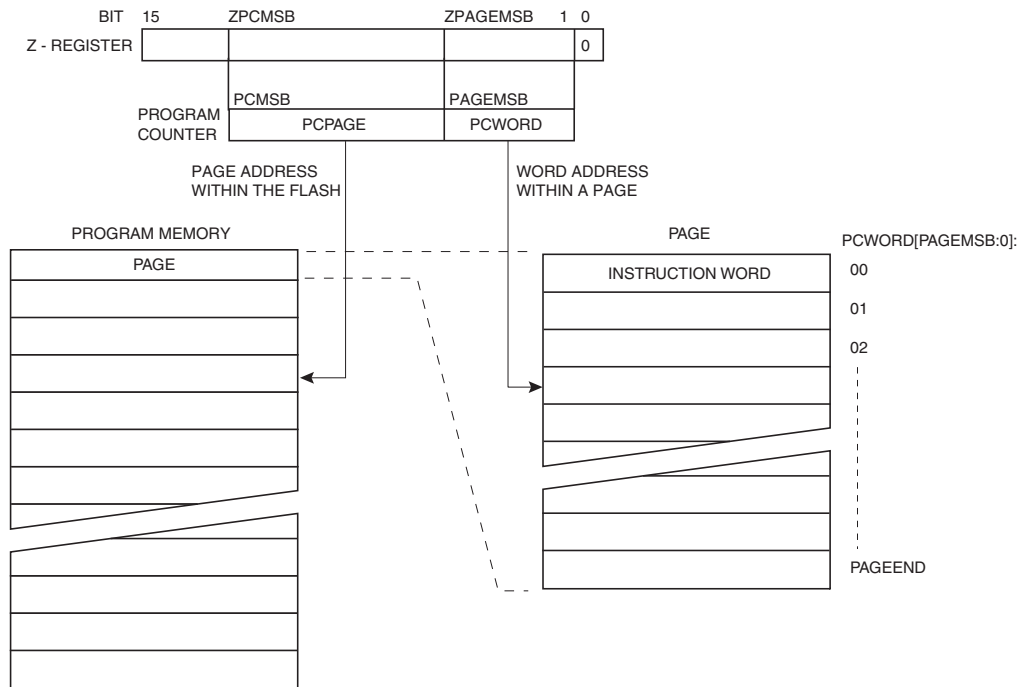 BIT 15 ZPCMSB ZPAGEMSB 1 0
Z - REGISTER 0
PCMSB PAGEMSB
PROGRAM
COUNTER
PCPAGE PCWORD
PAGE ADDRESS
WITHIN THE FLASH
WORD ADDRESS
WITHIN A PAGE
PROGRAM MEMORY
PAGE
PAGE
INSTRUCTION WORD
PCWORD[PAGEMSB:0]:
00
01
02
PAGEEND